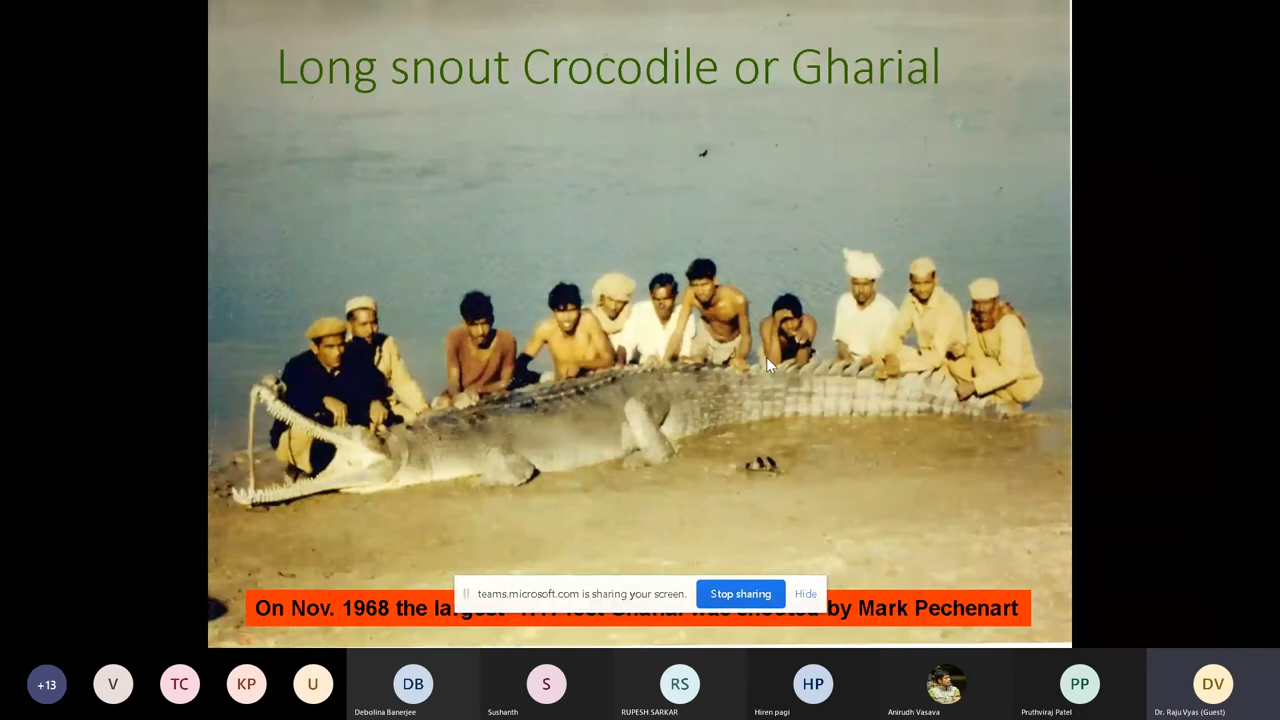 Long snout Crocodile or Gharial
teams.microsoft.com is sharing your screen.
Stop sharing
Hide
On Nov. 1968 the largest by Mark Pechenart
+13
V
TC
KP
U
DB
S
RS
HP
PP
DV
Debolina Banerjee
Sushanth
RUPESH SARKAR
Hiren pagi
Anirudh Vasava
Pruthviraj Patel
Dr. Raju Vyas (Guest)